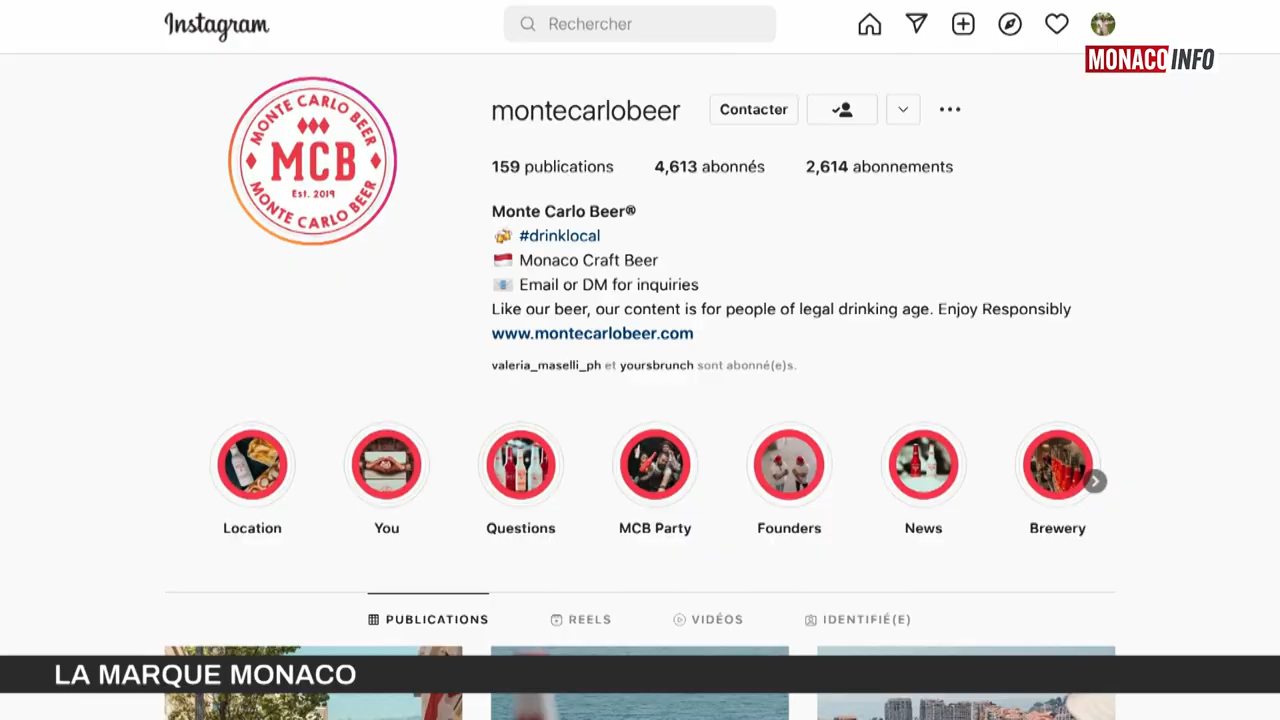 Instagram
Rechercher
MONACO INFO
MONTE CARLO BEER
MCB
Est. 2019
MONTE CARLO BEER
montecarlobeer
Contacter
159 publications
4,613 abonnés
2,614 abonnements
Monte Carlo Beer®
#drinklocal
Monaco Craft Beer
Email or DM for inquiries
Like our beer, our content is for people of legal drinking age. Enjoy Responsibly
www.montecarlobeer.com
valeria_maselli_ph et yoursbrunch sont abonné(e)s.
Location
You
Questions
MCB Party
Founders
News
Brewery
PUBLICATIONS
REELS
VIDÉOS
IDENTIFIÉ(E)
LA MARQUE MONACO